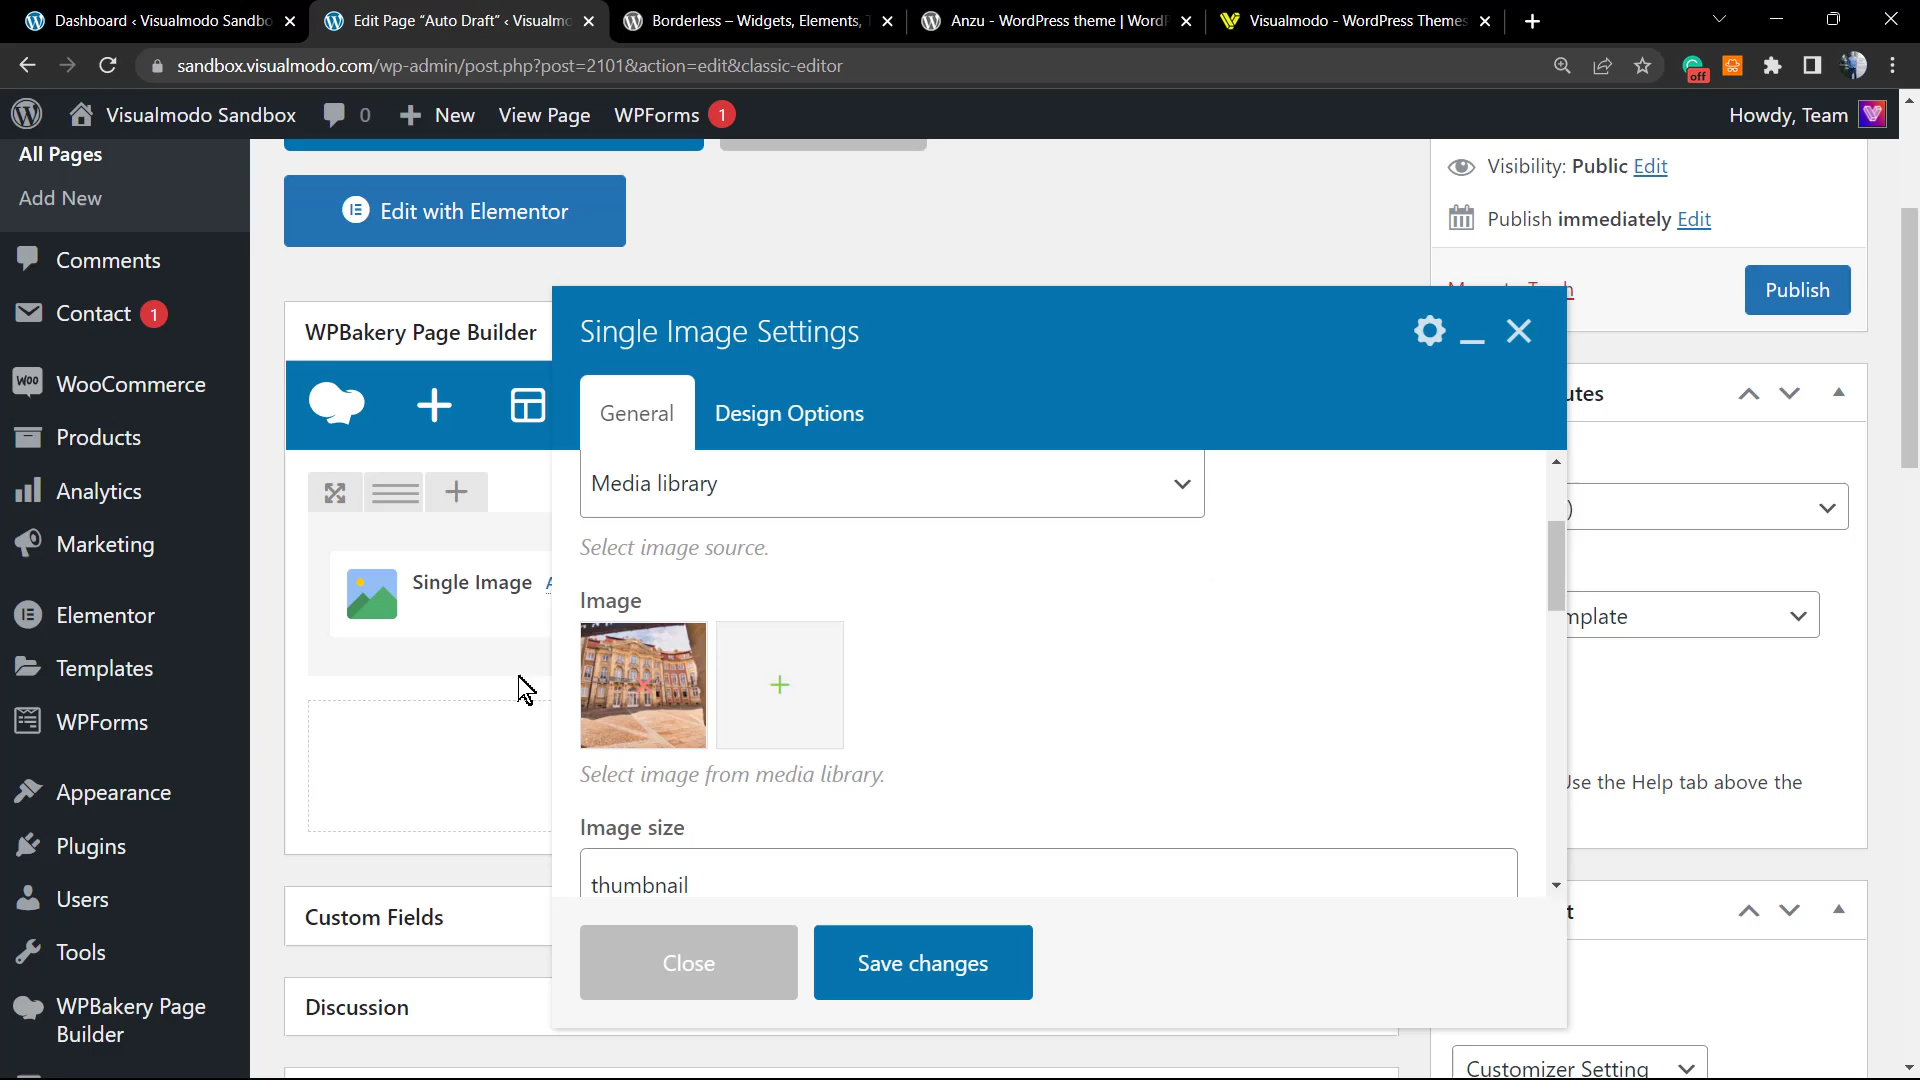 Dashboard ‹ Visualmodo Sandbo
Edit Page "Auto Draft" ‹ Visualmo
Borderless – Widgets, Elements, T
Anzu - WordPress theme | WordP
Visualmodo - WordPress Themes
sandbox.visualmodo.com/wp-admin/post.php?post=2101&action=edit&classic-editor
off
Visualmodo Sandbox
0
New
View Page
WPForms
1
Howdy, Team
All Pages
Add New
Comments
Contact
1
WooCommerce
Products
Analytics
Marketing
Elementor
Templates
WPForms
Appearance
Plugins
Users
Tools
WPBakery Page
Builder
Edit with Elementor
WPBakery Page Builder
Single Image
Custom Fields
Discussion
Single Image Settings
General
Design Options
Media library
Select image source.
Image
Select image from media library.
Image size
thumbnail
Close
Save changes
Visibility: Public Edit
Publish immediately Edit
Publish
utes
)
mplate
Use the Help tab above the
t
Customizer Setting